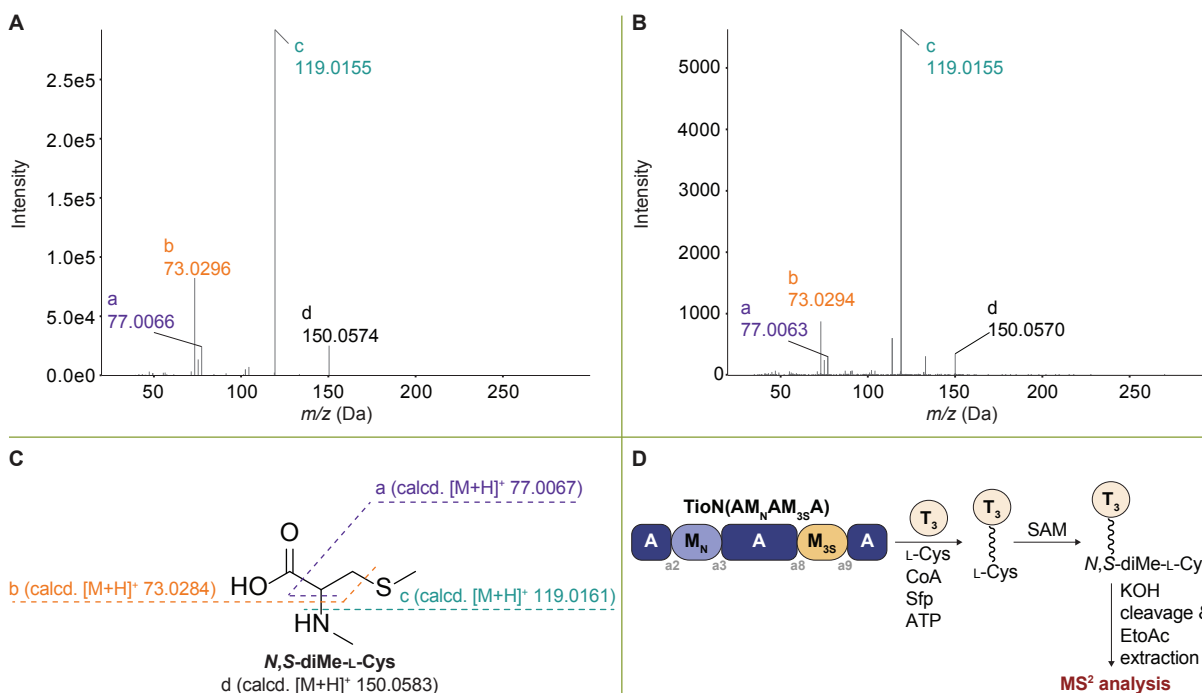 A
Intensity
2.5e5
2.0e5
1.5e5
1.0e5
5.0e4
0.0e0
c
119.0155
b
73.0296
a
77.0066
d
150.0574
50
100
150
200
250
m/z (Da)
B
Intensity
5000
4000
3000
2000
1000
0
c
119.0155
b
73.0294
a
77.0063
d
150.0570
50
100
150
200
250
m/z (Da)
C
a (calcd. [M+H]⁺ 77.0067)
O
HO
S
b (calcd. [M+H]⁺ 73.0284)
c (calcd. [M+H]⁺ 119.0161)
HN
N,S-diMe-L-Cys
d (calcd. [M+H]⁺ 150.0583)
D
TioN(AM_NAM_3SA)
A
M_N
A
M_3S
A
a2
a3
a8
a9
T₃
L-Cys
CoA
Sfp
ATP
T₃
L-Cys
SAM
T₃
N,S-diMe-L-Cy
KOH
cleavage &
EtoAc
extraction
MS² analysis